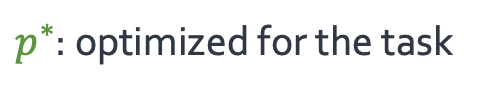 p*: optimized for the task